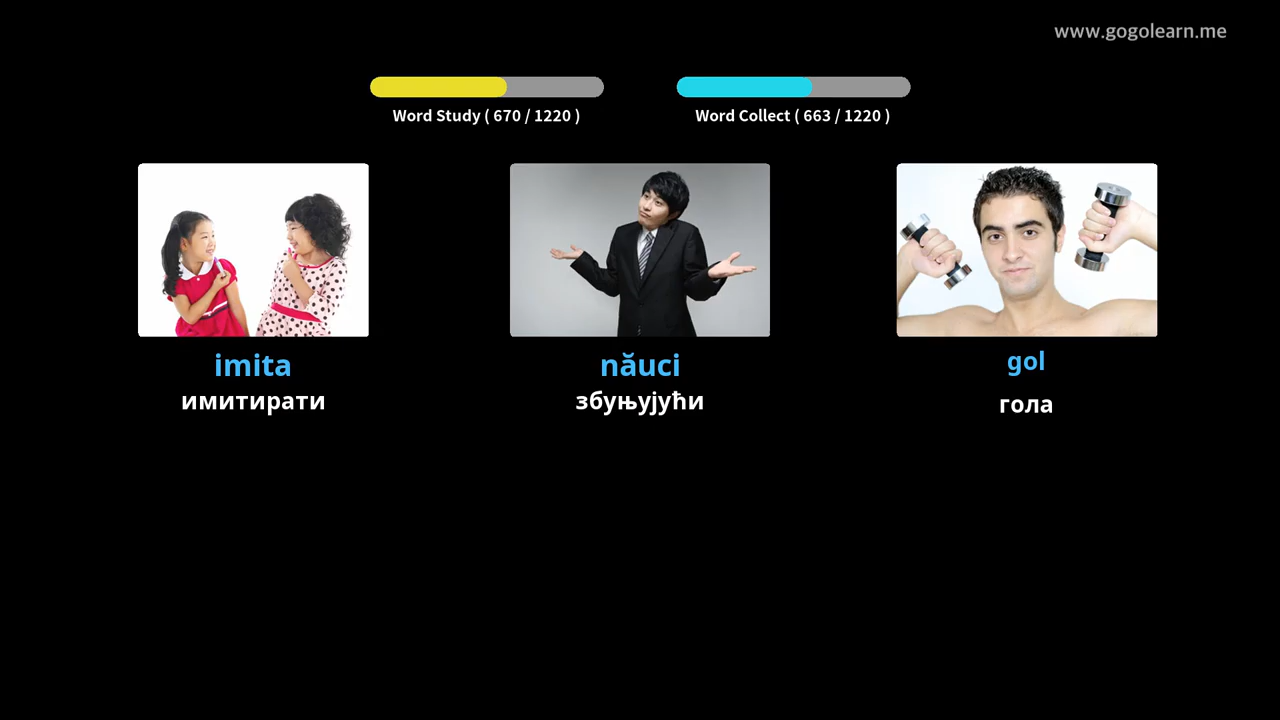 www.gogolearn.me
Word Study ( 670 / 1220 )
Word Collect ( 663 / 1220 )
imita
имитирати
năuci
збуњујући
gol
гола